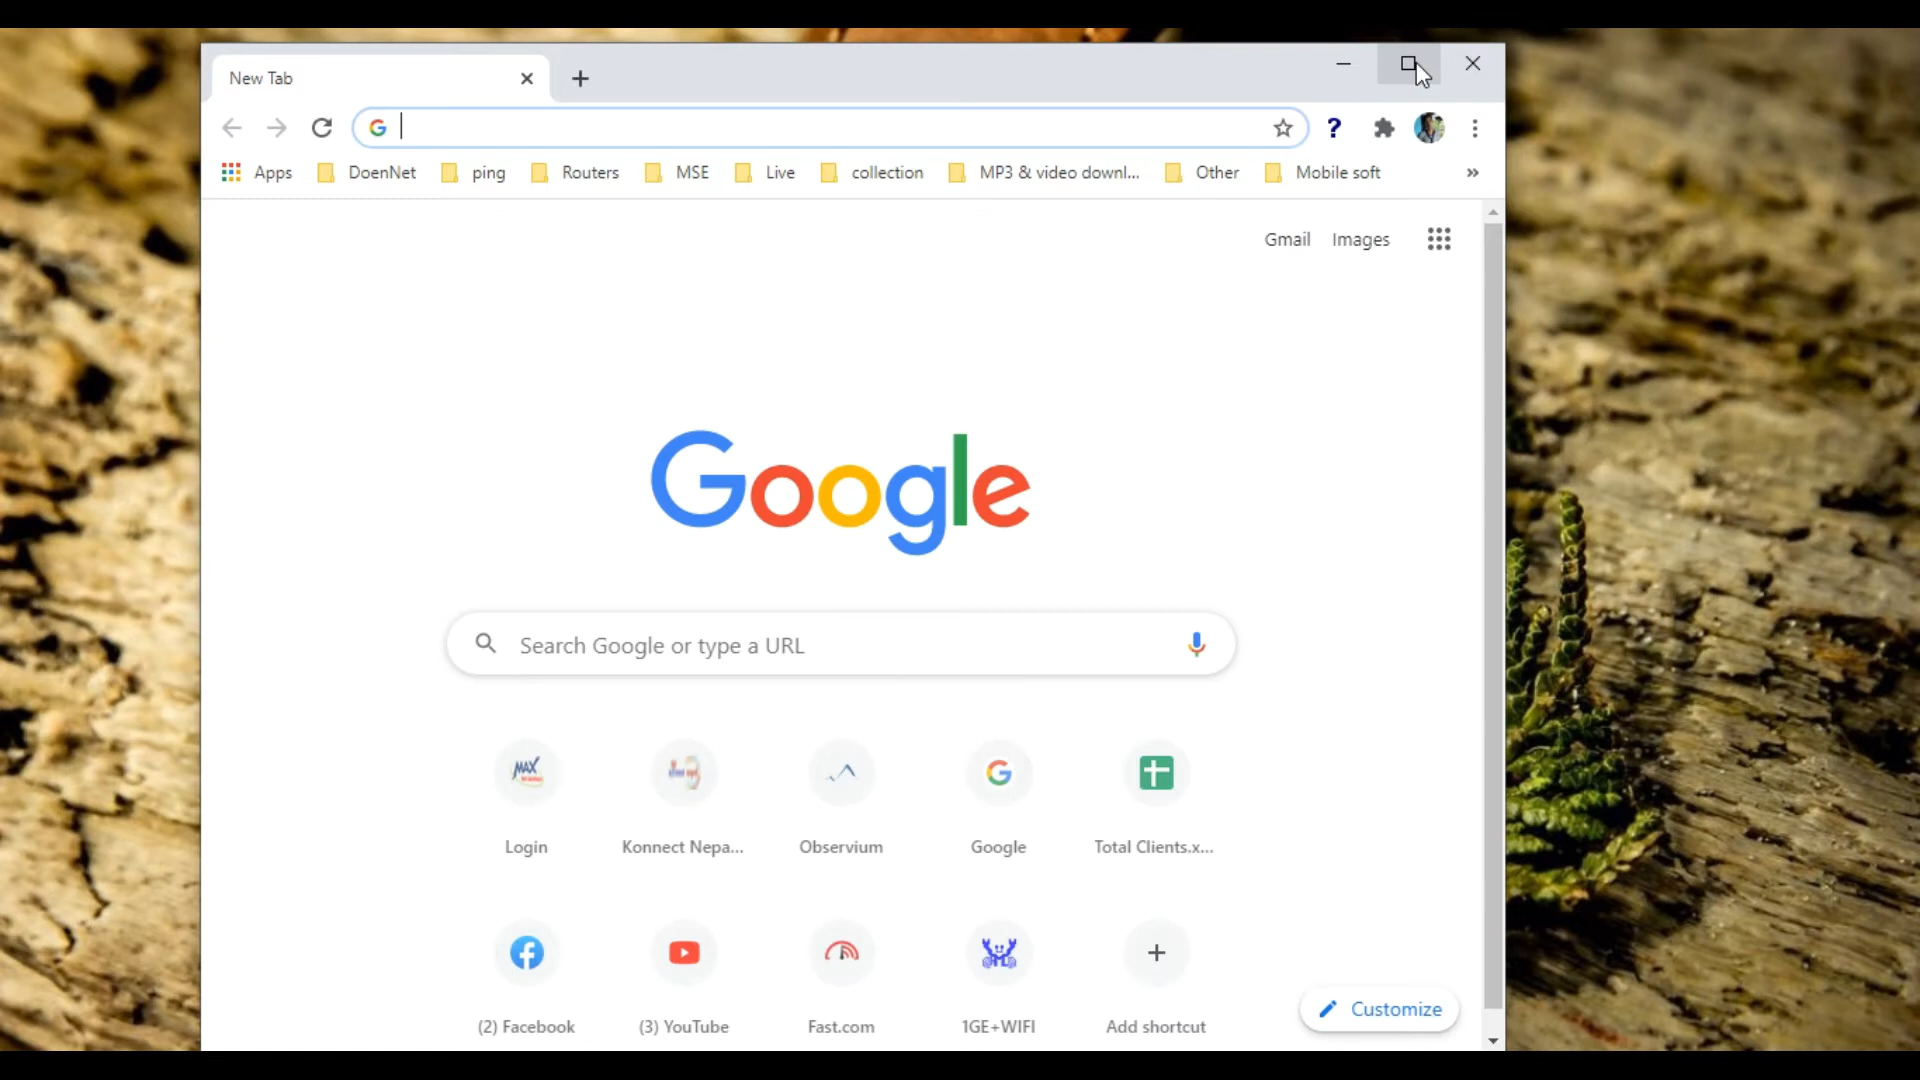 New Tab
Apps DoenNet ping Routers MSE Live collection MP3 & video downl... Other Mobile soft »
Gmail Images
Google
Search Google or type a URL
Login Konnect Nepa... Observium Google Total Clients.x...
(2) Facebook (3) YouTube Fast.com 1GE+WIFI Add shortcut
Customize